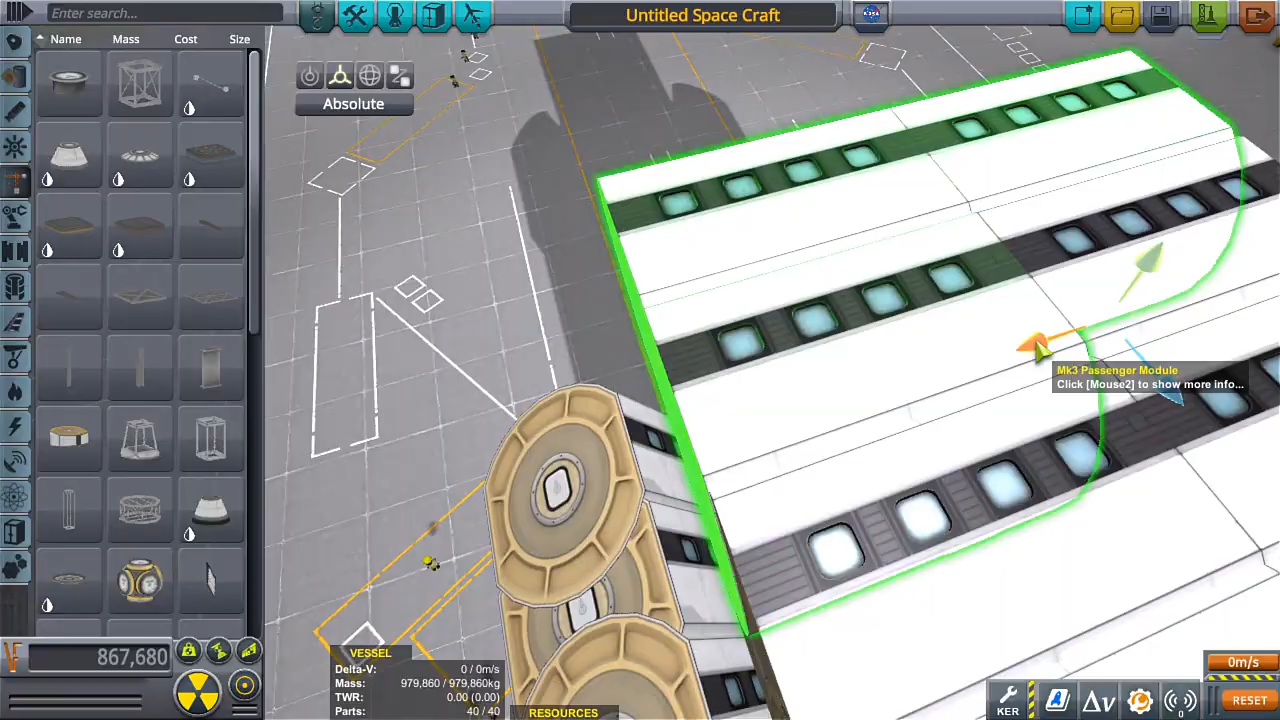 Enter search...
Untitled Space Craft
Name Mass Cost Size
Absolute
Mk3 Passenger Module
Click [Mouse2] to show more info...
867,680
VESSEL
Delta-V: 0 / 0m/s
Mass: 979,860 / 979,860kg
TWR: 0.00 (0.00)
Parts: 40 / 40
RESOURCES
0m/s
KER
Δv
0
RESET